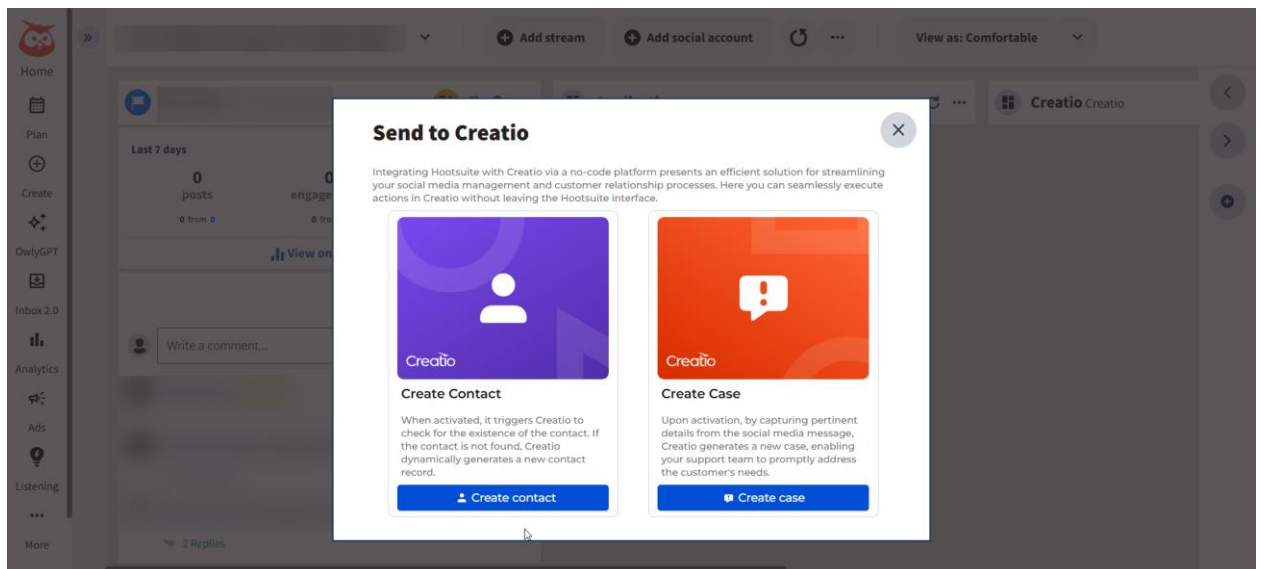 Home
Plan
Create
OwlyGPT
Inbox 2.0
Analytics
Ads
Listening
More
»
Add stream
Add social account
View as: Comfortable
Last 7 days
0
posts
0 from 0
0
View on
Write a comment...
2 Replies
Creatio Creatio
Send to Creatio
Integrating Hootsuite with Creatio via a no-code platform presents an efficient solution for streamlining
your social media management and customer relationship processes. Here you can seamlessly execute
actions in Creatio without leaving the Hootsuite interface.
Creatio
Create Contact
When activated, it triggers Creatio to
check for the existence of the contact. If
the contact is not found, Creatio
dynamically generates a new contact
record.
Create contact
Creatio
Create Case
Upon activation, by capturing pertinent
details from the social media message,
Creatio generates a new case, enabling
your support team to promptly address
the customer's needs.
Create case